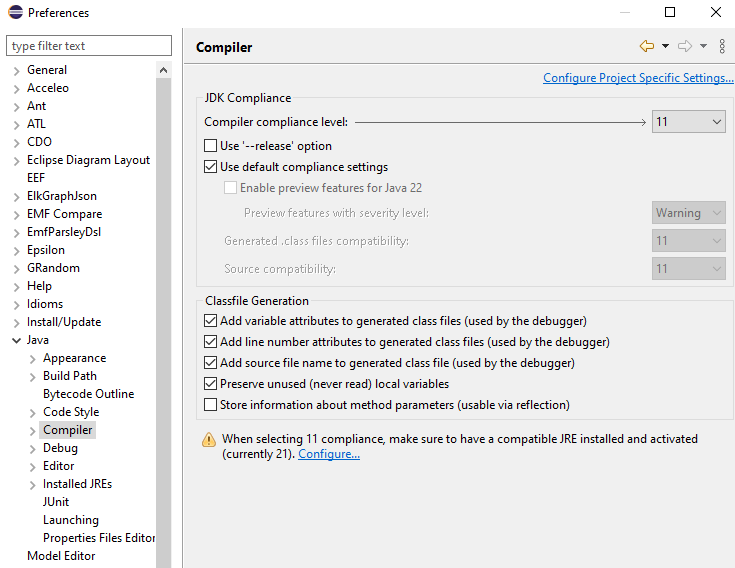 Preferences
type filter text
General
Acceleo
Ant
ATL
CDO
Eclipse Diagram Layout
EEF
ElkGraphJson
EMF Compare
EmfParsleyDsl
Epsilon
GRandom
Help
Idioms
Install/Update
Java
Appearance
Build Path
Bytecode Outline
Code Style
Compiler
Debug
Editor
Installed JREs
JUnit
Launching
Properties Files Editor
Model Editor
Compiler
Configure Project Specific Settings...
JDK Compliance
Compiler compliance level: 11
Use '--release' option
Use default compliance settings
Enable preview features for Java 22
Preview features with severity level: Warning
Generated .class files compatibility: 11
Source compatibility: 11
Classfile Generation
Add variable attributes to generated class files (used by the debugger)
Add line number attributes to generated class files (used by the debugger)
Add source file name to generated class file (used by the debugger)
Preserve unused (never read) local variables
Store information about method parameters (usable via reflection)
When selecting 11 compliance, make sure to have a compatible JRE installed and activated
(currently 21). Configure...